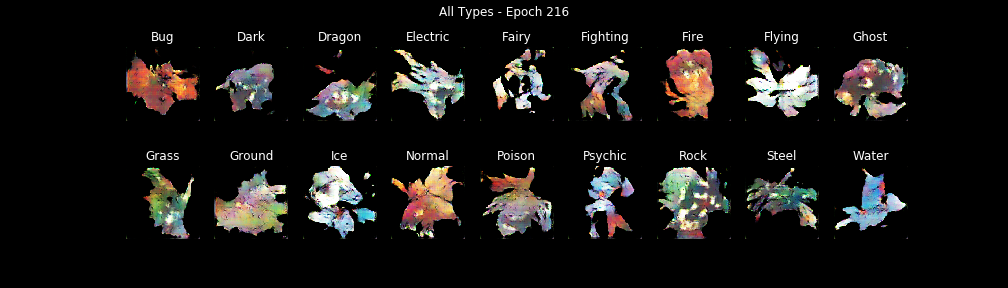 All Types - Epoch 216
Bug Dark Dragon Electric Fairy Fighting Fire Flying Ghost
Grass Ground Ice Normal Poison Psychic Rock Steel Water